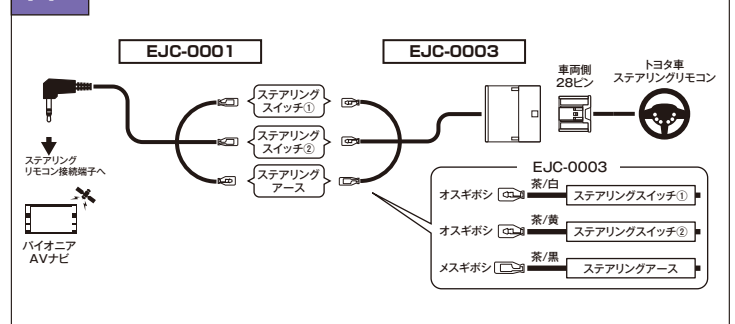 EJC-0001
EJC-0003
ステアリング
スイッチ①
ステアリング
スイッチ②
ステアリング
アース
車両側
28ピン
トヨタ車
ステアリングリモコン
ステアリング
リモコン接続端子へ
パイオニア
AVナビ
EJC-0003
オスギボシ 茶/白 ステアリングスイッチ①
オスギボシ 茶/黄 ステアリングスイッチ②
メスギボシ 茶/黒 ステアリングアース